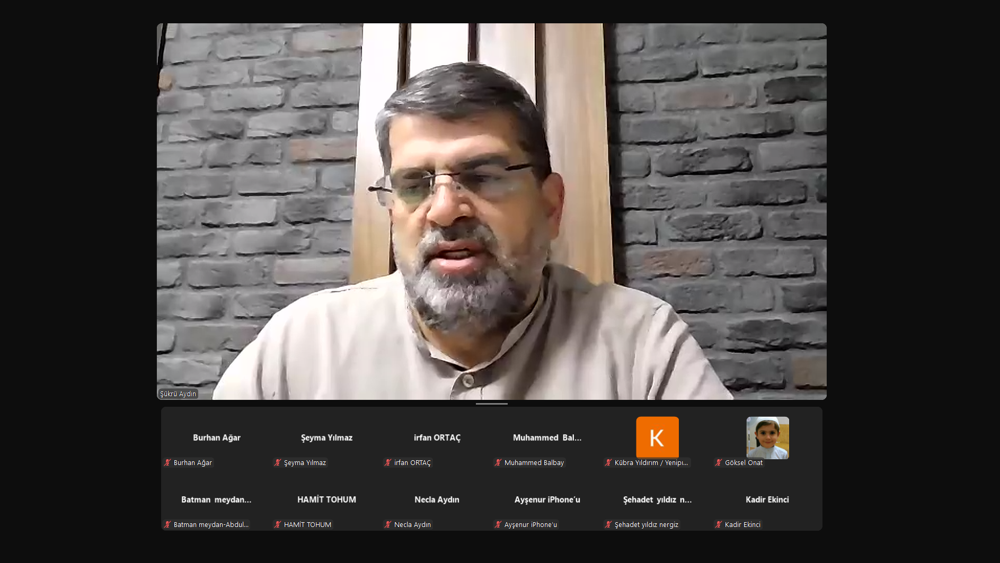 Şükrü Aydın
Burhan Ağar
Şeyma Yılmaz
irfan ORTAÇ
Muhammed Bal...
K
Burhan Ağar
Şeyma Yılmaz
irfan ORTAÇ
Muhammed Balbay
Kübra Yıldırım / Yenipı...
Göksel Onat
Batman meydan...
HAMİT TOHUM
Necla Aydın
Ayşenur iPhone’u
Şehadet yıldız n...
Kadir Ekinci
Batman meydan-Abdul...
HAMİT TOHUM
Necla Aydın
Ayşenur iPhone'u
Şehadet yıldız nergiz
Kadir Ekinci